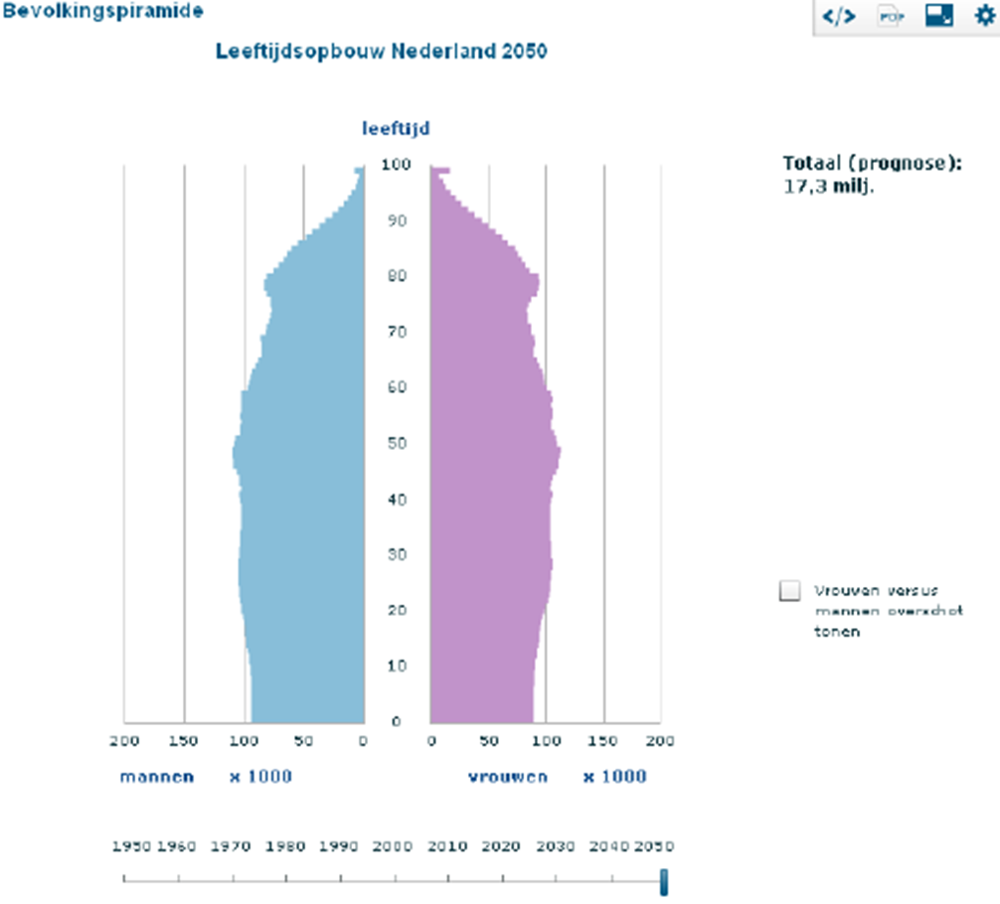 Bevolkingspiramide
</> PDF
Leeftijdsopbouw Nederland 2050
leeftijd
Totaal (prognose):
17,3 milj.
100
90
80
70
60
50
40
30
20
10
0
Vrouwen versus
mannen overschot
tonen
200 150 100 50 0 0 50 100 150 200
mannen x 1000 vrouwen x 1000
1950 1960 1970 1980 1990 2000 2010 2020 2030 2040 2050